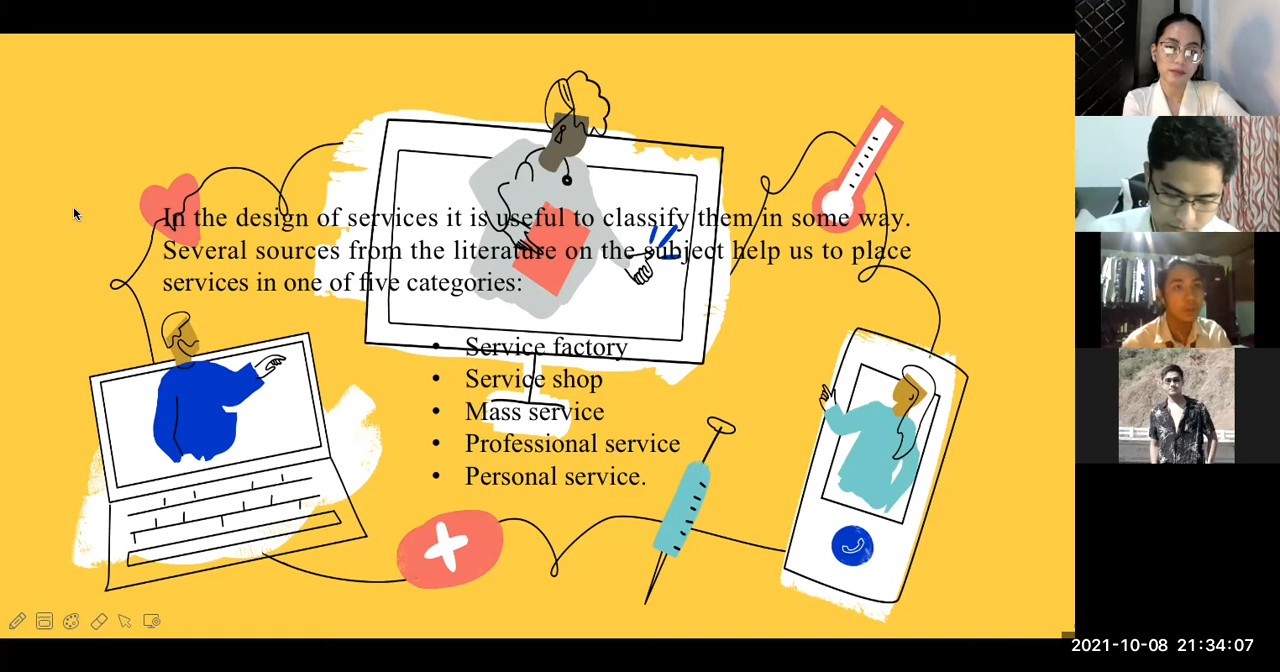 In the design of services it is useful to classify them in some way.
Several sources from the literature on the subject help us to place
services in one of five categories:
• Service factory
• Service shop
• Mass service
• Professional service
• Personal service.
2021-10-08 21:34:07